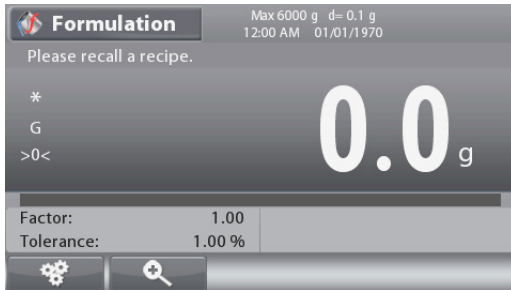 Formulation
Max 6000 g d= 0.1 g
12:00 AM 01/01/1970
Please recall a recipe.
*
G
>0<
0.0 g
Factor: 1.00
Tolerance: 1.00 %